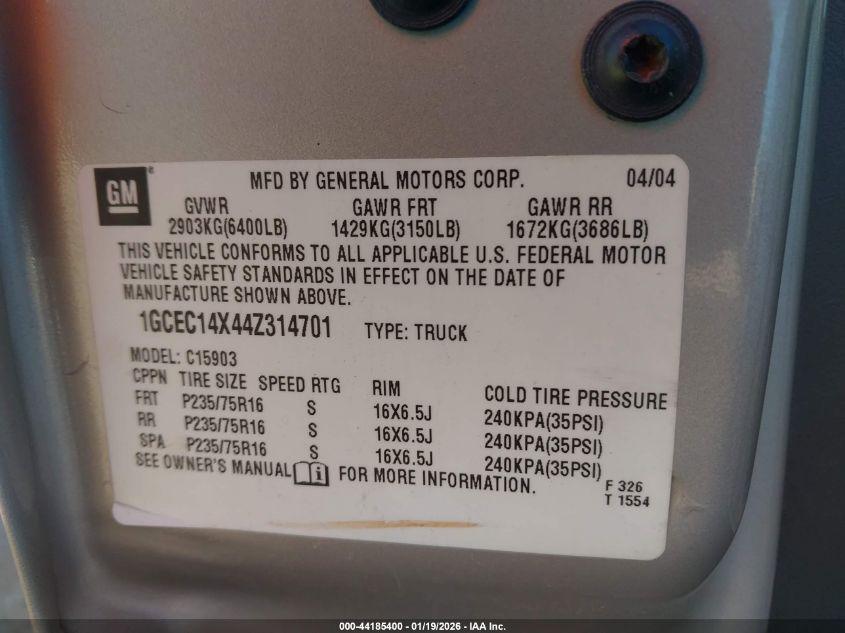 GM
®
MFD BY GENERAL MOTORS CORP. 04/04
GVWR GAWR FRT GAWR RR
2903KG(6400LB) 1429KG(3150LB) 1672KG(3686LB)
THIS VEHICLE CONFORMS TO ALL APPLICABLE U.S. FEDERAL MOTOR
VEHICLE SAFETY STANDARDS IN EFFECT ON THE DATE OF
MANUFACTURE SHOWN ABOVE.
1GCEC14X44Z314701 TYPE: TRUCK
MODEL: C15903
CPPN TIRE SIZE SPEED RTG RIM COLD TIRE PRESSURE
FRT P235/75R16 S 16X6.5J 240KPA(35PSI)
RR P235/75R16 S 16X6.5J 240KPA(35PSI)
SPA P235/75R16 S 16X6.5J 240KPA(35PSI)
SEE OWNER'S MANUAL FOR MORE INFORMATION.
F 326
T 1554
000-44185400 - 01/19/2026 - IAA Inc.